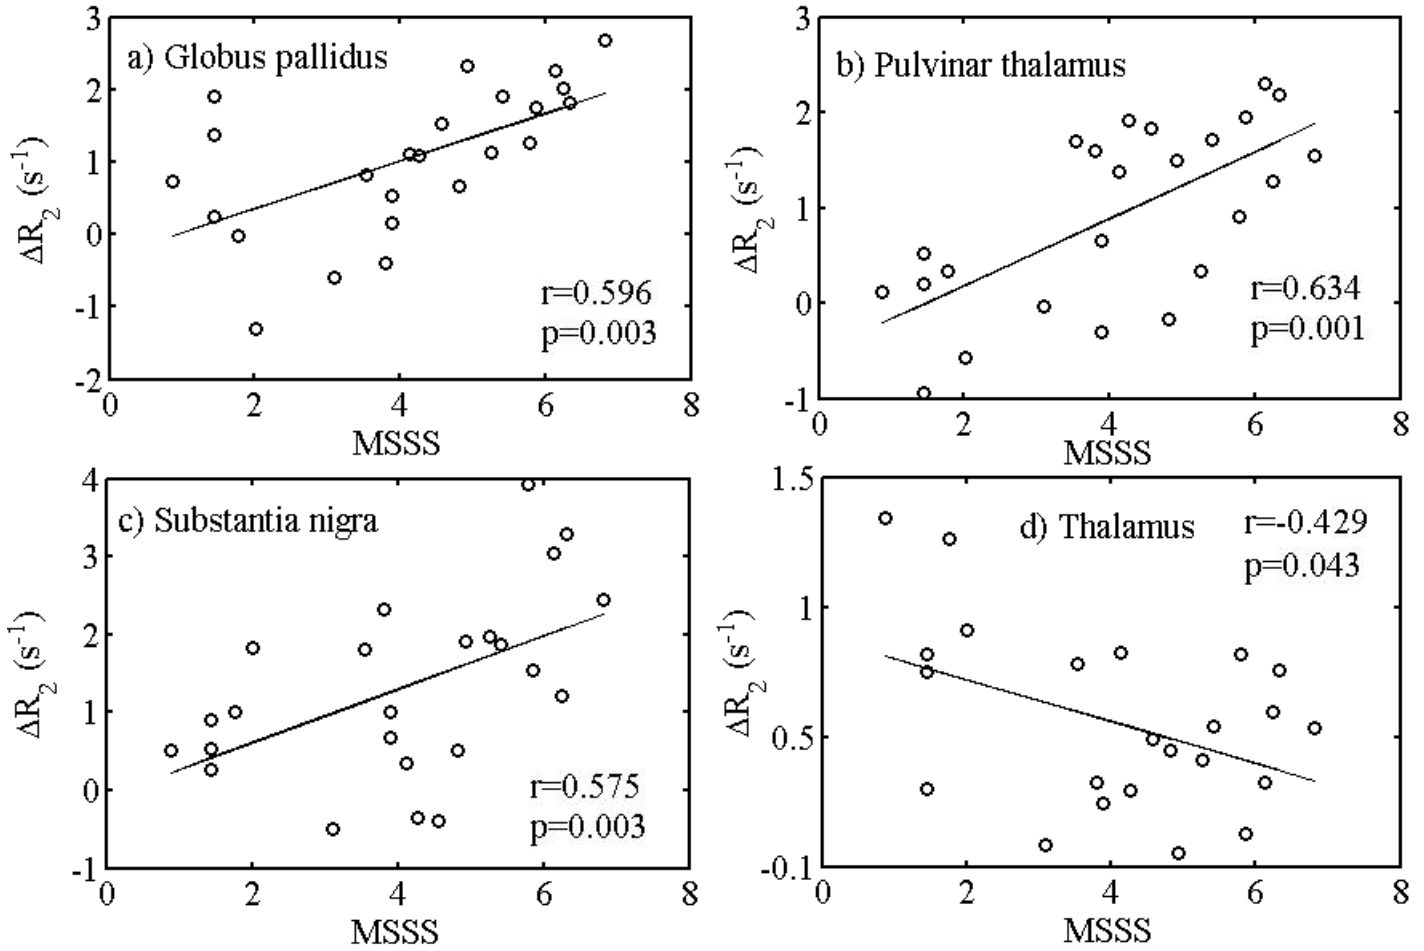 3
2
1
0
-1
-2
0
2
4
6
8
ΔR2 (s-1)
MSSS
a) Globus pallidus
r=0.596
p=0.003
3
2
1
0
-1
0
2
4
6
8
ΔR2 (s-1)
MSSS
b) Pulvinar thalamus
r=0.634
p=0.001
4
3
2
1
0
-1
0
2
4
6
8
ΔR2 (s-1)
MSSS
c) Substantia nigra
r=0.575
p=0.003
1.5
1
0.5
-0.1
0
2
4
6
8
ΔR2 (s-1)
MSSS
d) Thalamus
r=-0.429
p=0.043